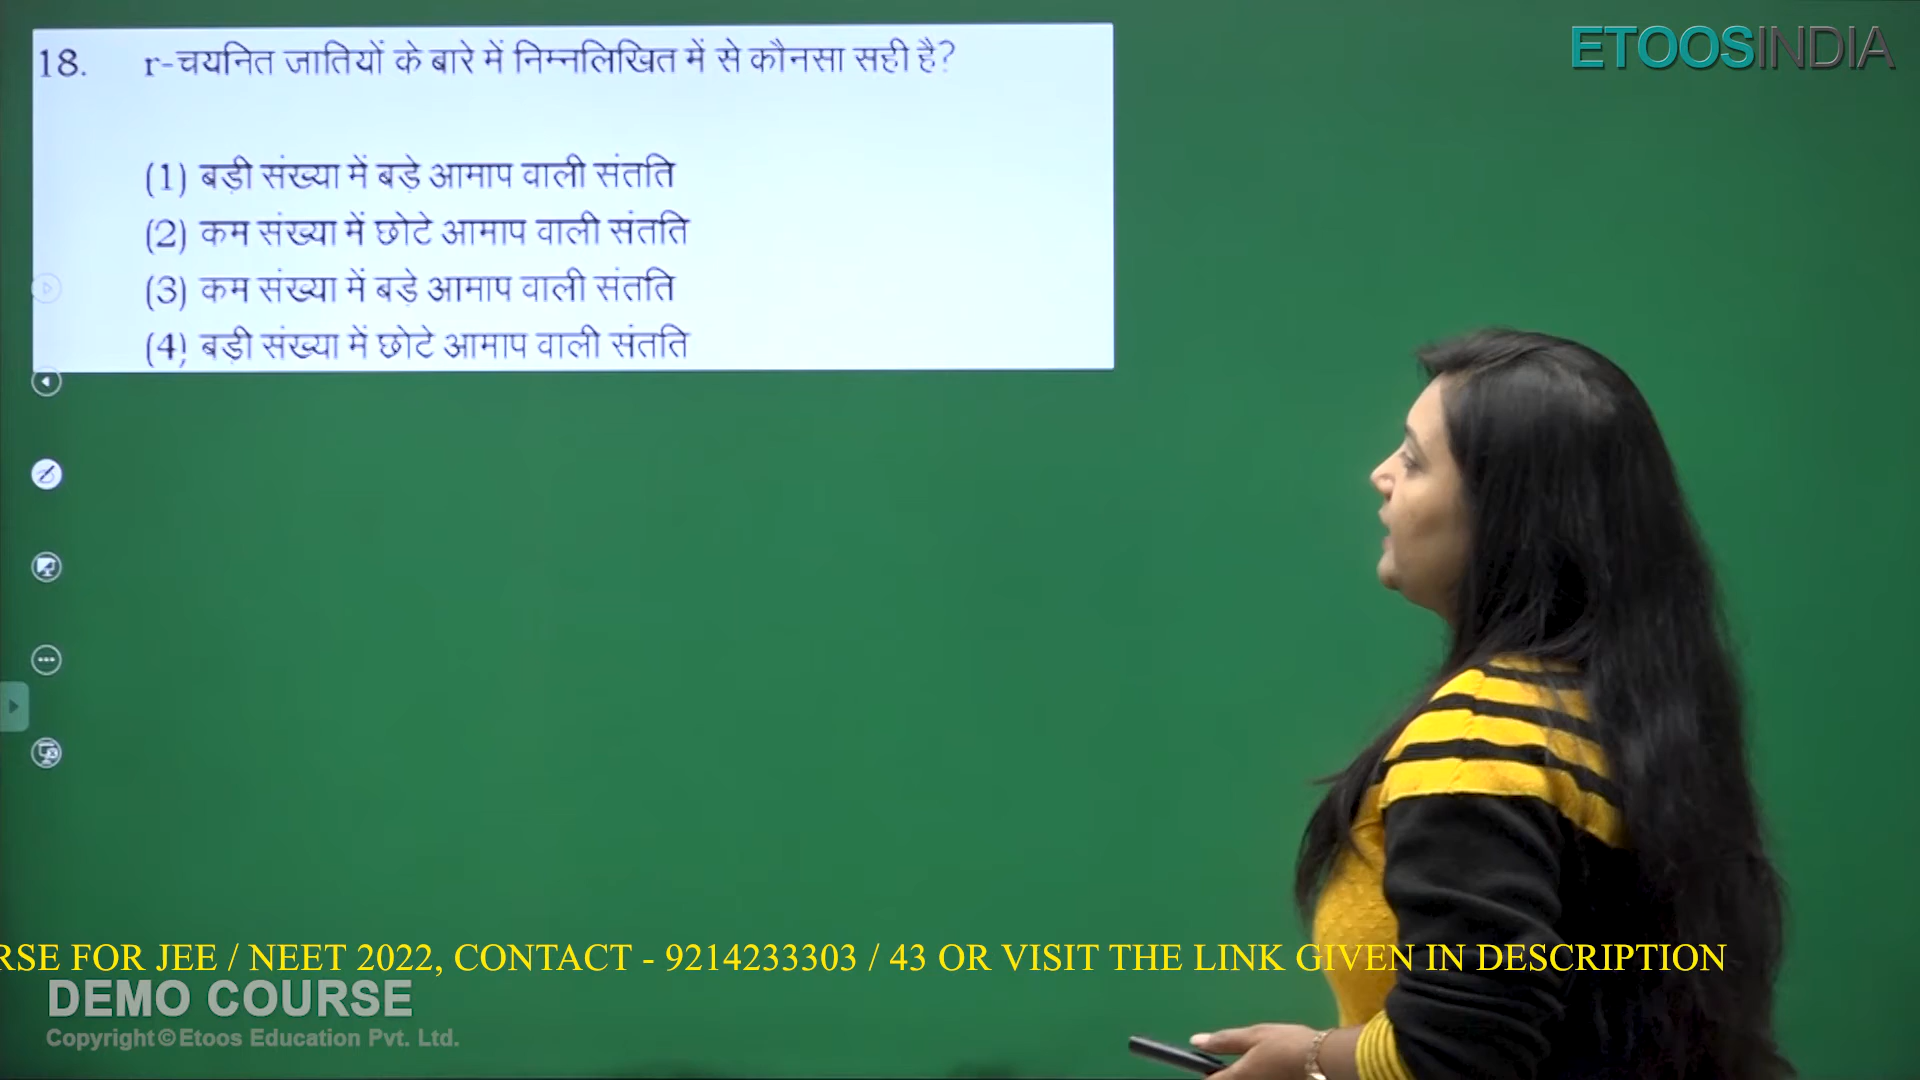 ETOOSINDIA
18. r-चयनित जातियों के बारे में निम्नलिखित में से कौनसा सही है?
(1) बड़ी संख्या में बड़े आमाप वाली संतति
(2) कम संख्या में छोटे आमाप वाली संतति
(3) कम संख्या में बड़े आमाप वाली संतति
(4) बड़ी संख्या में छोटे आमाप वाली संतति
RSE FOR JEE / NEET 2022, CONTACT - 9214233303 / 43 OR VISIT THE LINK GIVEN IN DESCRIPTION
DEMO COURSE
Copyright © Etoos Education Pvt. Ltd.